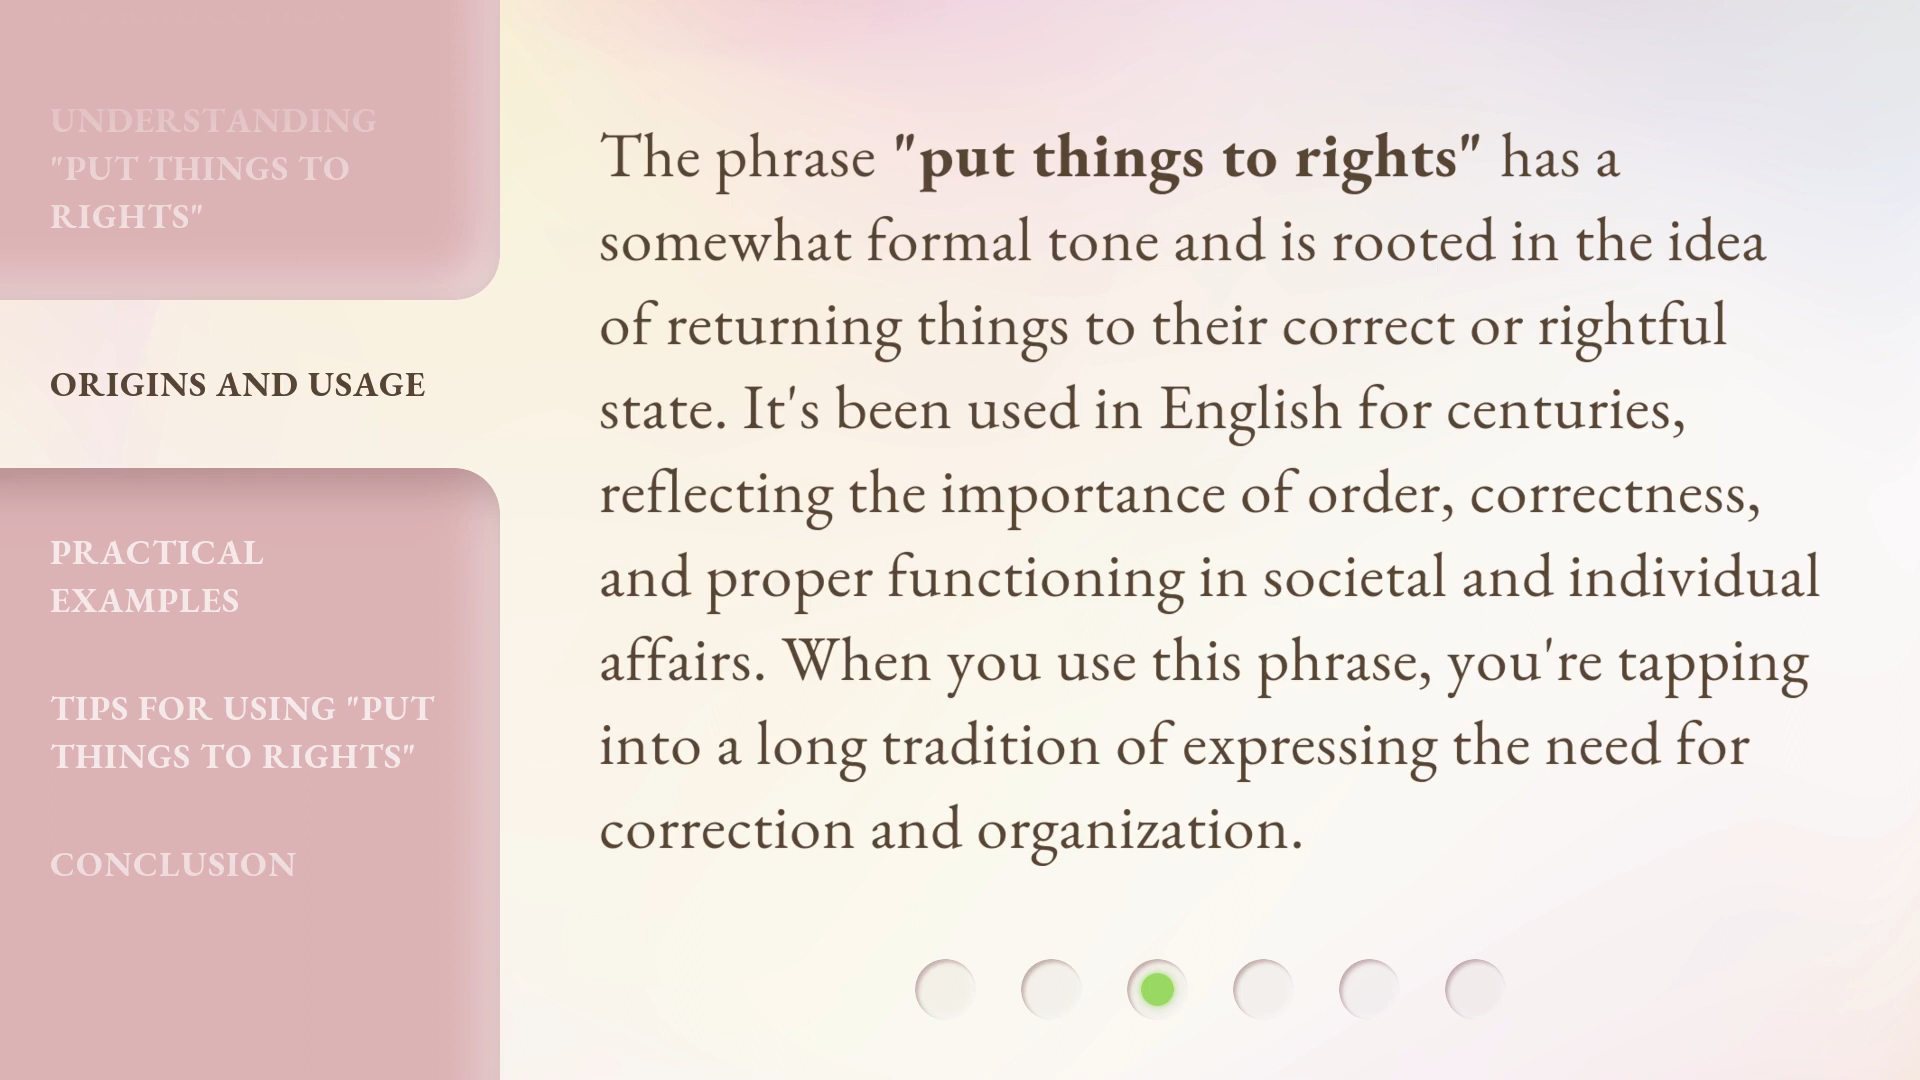 UNDERSTANDING
"PUT THINGS TO
RIGHTS"
ORIGINS AND USAGE
PRACTICAL
EXAMPLES
TIPS FOR USING "PUT
THINGS TO RIGHTS"
CONCLUSION
The phrase "put things to rights" has a
somewhat formal tone and is rooted in the idea
of returning things to their correct or rightful
state. It's been used in English for centuries,
reflecting the importance of order, correctness,
and proper functioning in societal and individual
affairs. When you use this phrase, you're tapping
into a long tradition of expressing the need for
correction and organization.